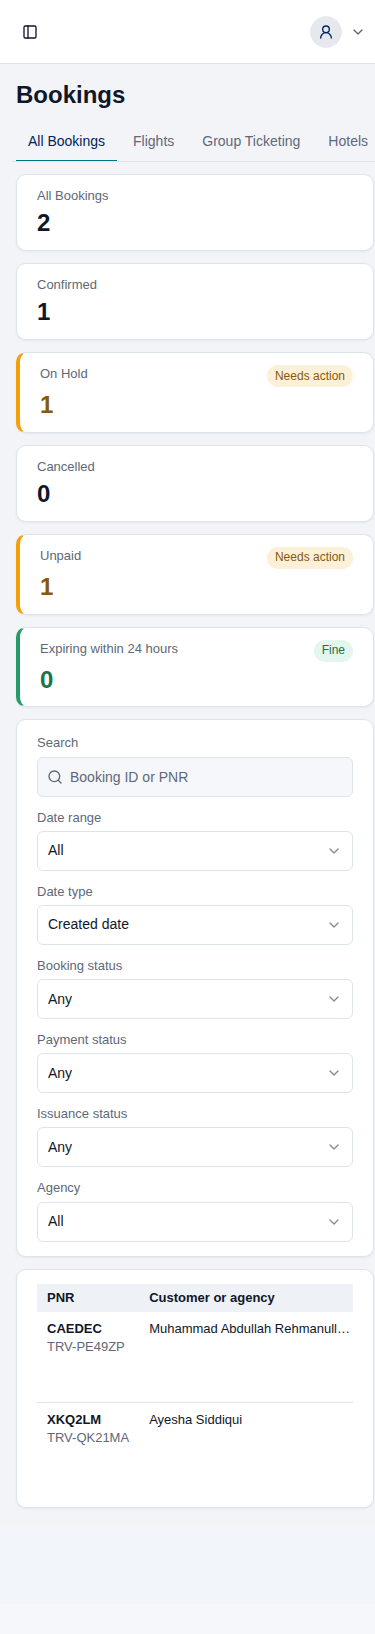 Bookings
All Bookings Flights Group Ticketing Hotels
All Bookings
2
Confirmed
1
On Hold Needs action
1
Cancelled
0
Unpaid Needs action
1
Expiring within 24 hours Fine
0
Search
Booking ID or PNR
Date range
All
Date type
Created date
Booking status
Any
Payment status
Any
Issuance status
Any
Agency
All
PNR Customer or agency
CAEDEC Muhammad Abdullah Rehmanull…
TRV-PE49ZP
XKQ2LM Ayesha Siddiqui
TRV-QK21MA